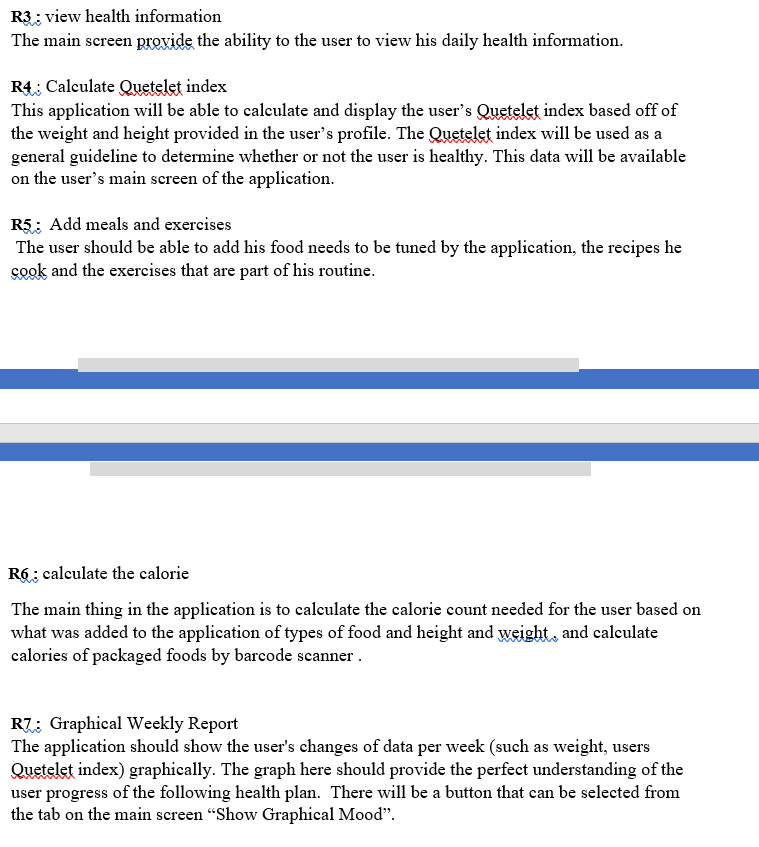 R3 : view health information
The main screen provide the ability to the user to view his daily health information.
R4 : Calculate Quetelet index
This application will be able to calculate and display the user’s Quetelet index based off of
the weight and height provided in the user’s profile. The Quetelet index will be used as a
general guideline to determine whether or not the user is healthy. This data will be available
on the user’s main screen of the application.
R5 :  Add meals and exercises
The user should be able to add his food needs to be tuned by the application, the recipes he
cook and the exercises that are part of his routine.
R6 : calculate the calorie
The main thing in the application is to calculate the calorie count needed for the user based on
what was added to the application of types of food and height and weight , and calculate
calories of packaged foods by barcode scanner .
R7 :  Graphical Weekly Report
The application should show the user's changes of data per week (such as weight, users
Quetelet index) graphically. The graph here should provide the perfect understanding of the
user progress of the following health plan.  There will be a button that can be selected from
the tab on the main screen “Show Graphical Mood”.